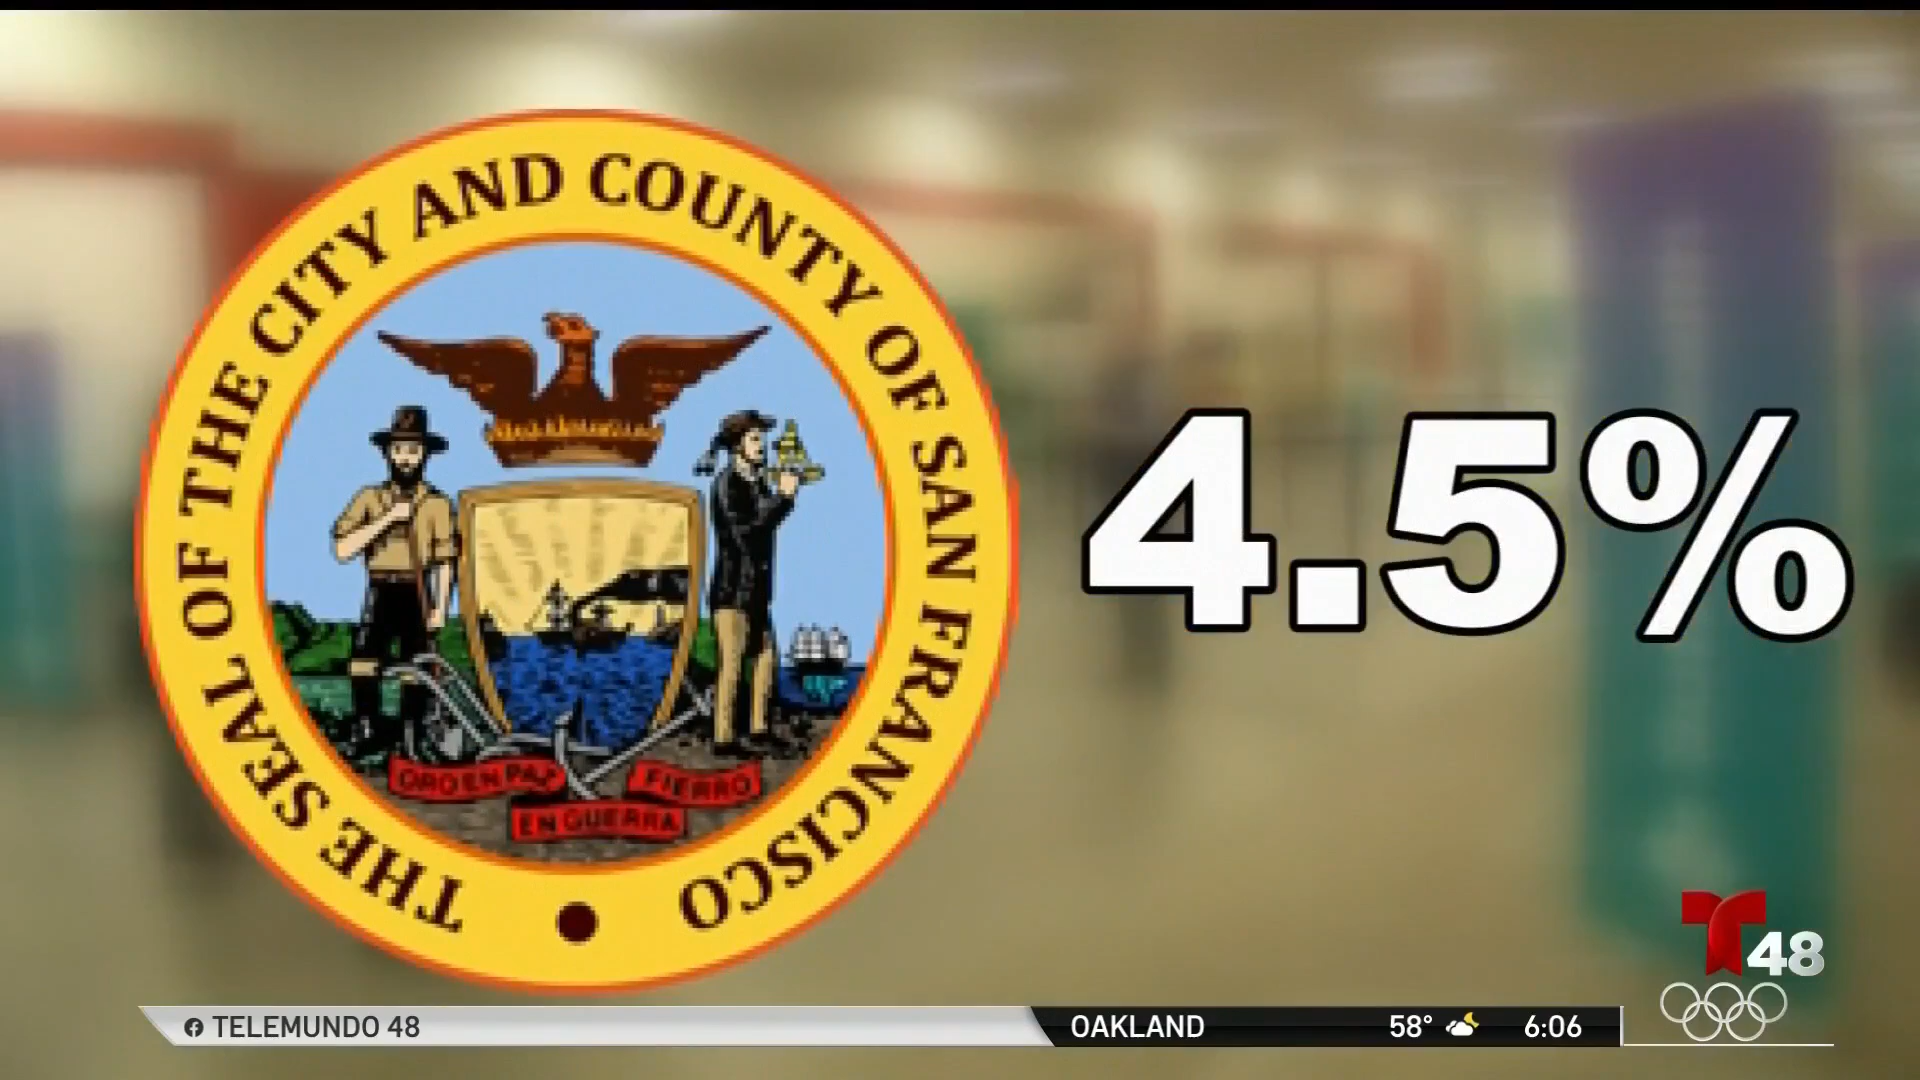 THE SEAL OF THE CITY AND COUNTY OF SAN FRANCISCO
4.5%
ORO EN PAZ
FIERRO
EN GUERRA
T 48
TELEMUNDO 48
OAKLAND 58° 6:06